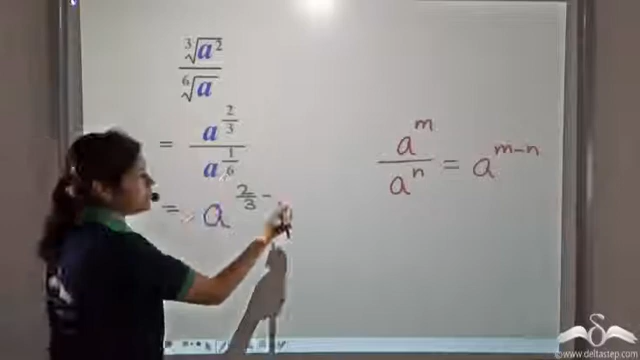 ∛a²
⁶√a
= a^(2/3)
a^(1/6)
= a^(2/3 -
a^m
a^n = a^(m-n)
© www.deltastep.com